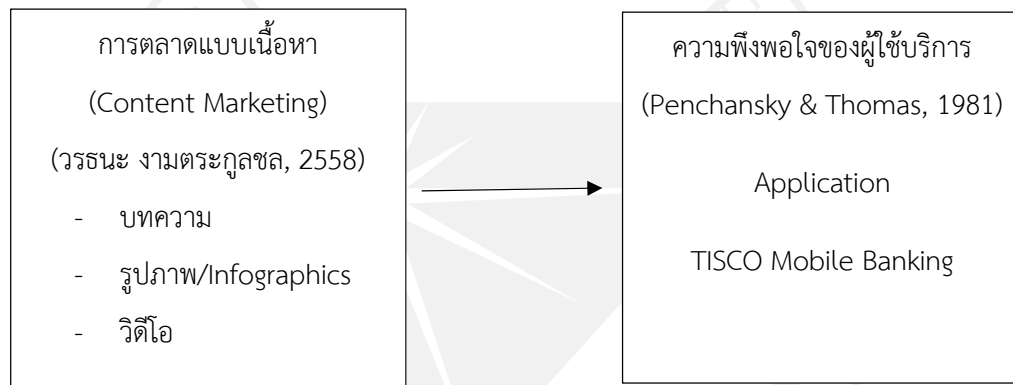 การตลาดแบบเนื้อหา
(Content Marketing)
(วรธนะ งามตระกูลชล, 2558)
- บทความ
- รูปภาพ/Infographics
- วิดีโอ
ความพึงพอใจของผู้ใช้บริการ
(Penchansky & Thomas, 1981)
Application
TISCO Mobile Banking